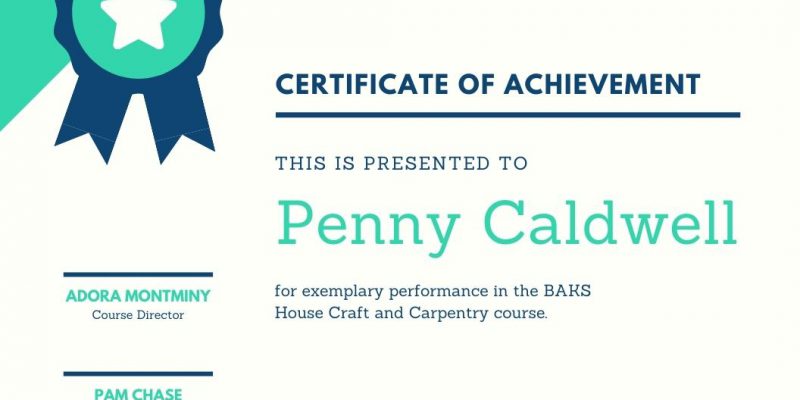 CERTIFICATE OF ACHIEVEMENT
THIS IS PRESENTED TO
Penny Caldwell
for exemplary performance in the BAKS
House Craft and Carpentry course.
ADORA MONTMINY
Course Director
PAM CHASE